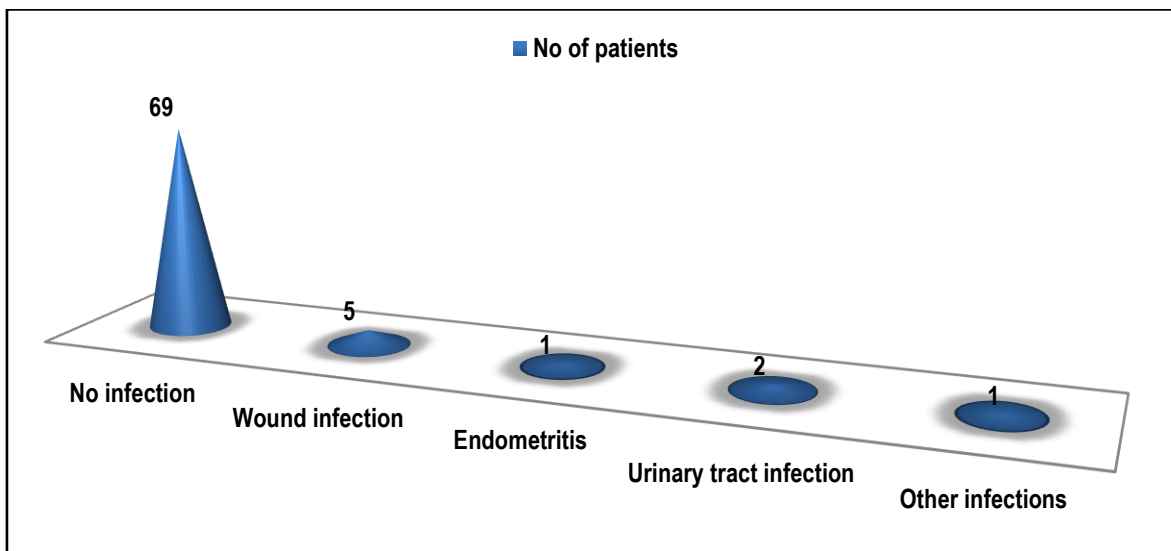 No of patients
69
5
1
2
1
No infection
Wound infection
Endometritis
Urinary tract infection
Other infections